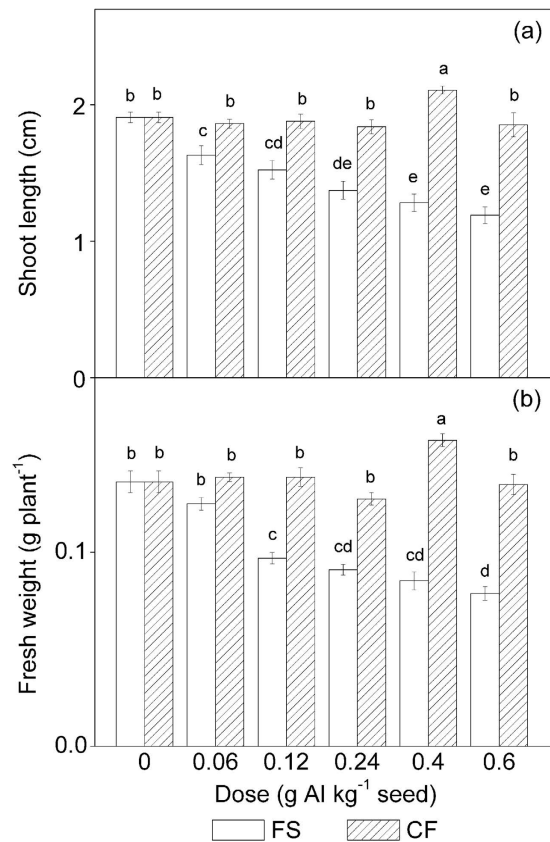 (a)
a
b b b b b b
c cd de e e
2
1
0
Shoot length (cm)
(b)
a
b b b b b b b
c cd cd d
0.1
0.0
Fresh weight (g plant⁻¹)
0 0.06 0.12 0.24 0.4 0.6
Dose (g AI kg⁻¹ seed)
FS CF